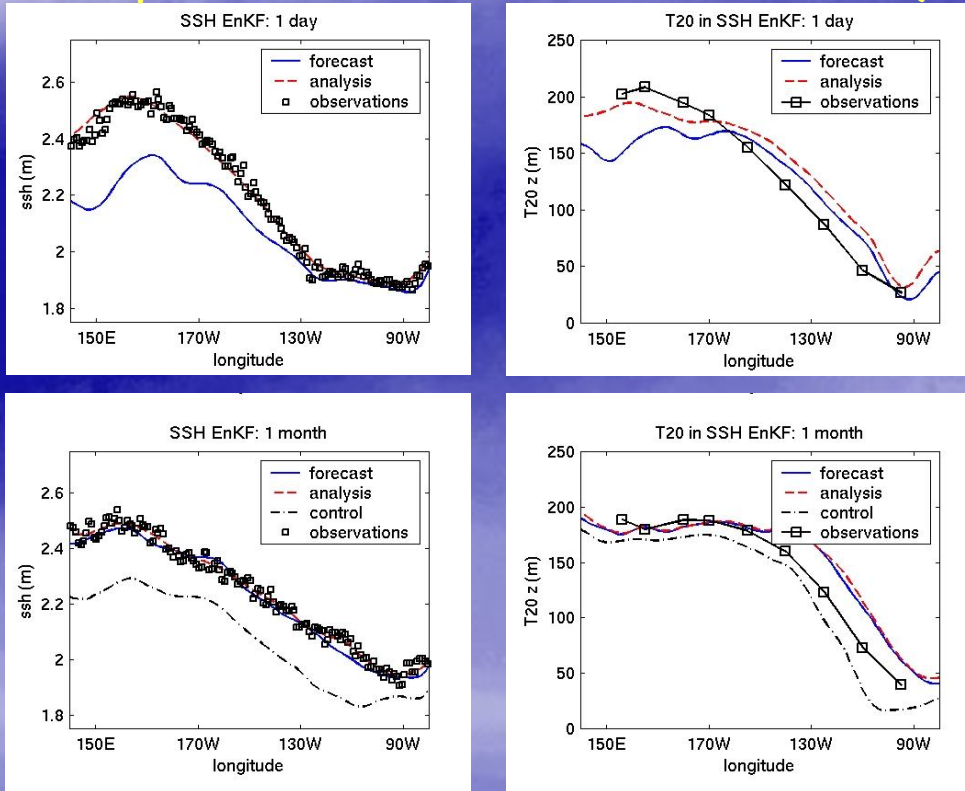 SSH EnKF: 1 day
forecast
analysis
observations
2.6
2.4
2.2
2
1.8
ssh (m)
150E
170W
130W
90W
longitude
T20 in SSH EnKF: 1 day
forecast
analysis
observations
250
200
150
100
50
0
T20 z (m)
150E
170W
130W
90W
longitude
SSH EnKF: 1 month
forecast
analysis
control
observations
2.6
2.4
2.2
2
1.8
ssh (m)
150E
170W
130W
90W
longitude
T20 in SSH EnKF: 1 month
forecast
analysis
control
observations
250
200
150
100
50
0
T20 z (m)
150E
170W
130W
90W
longitude